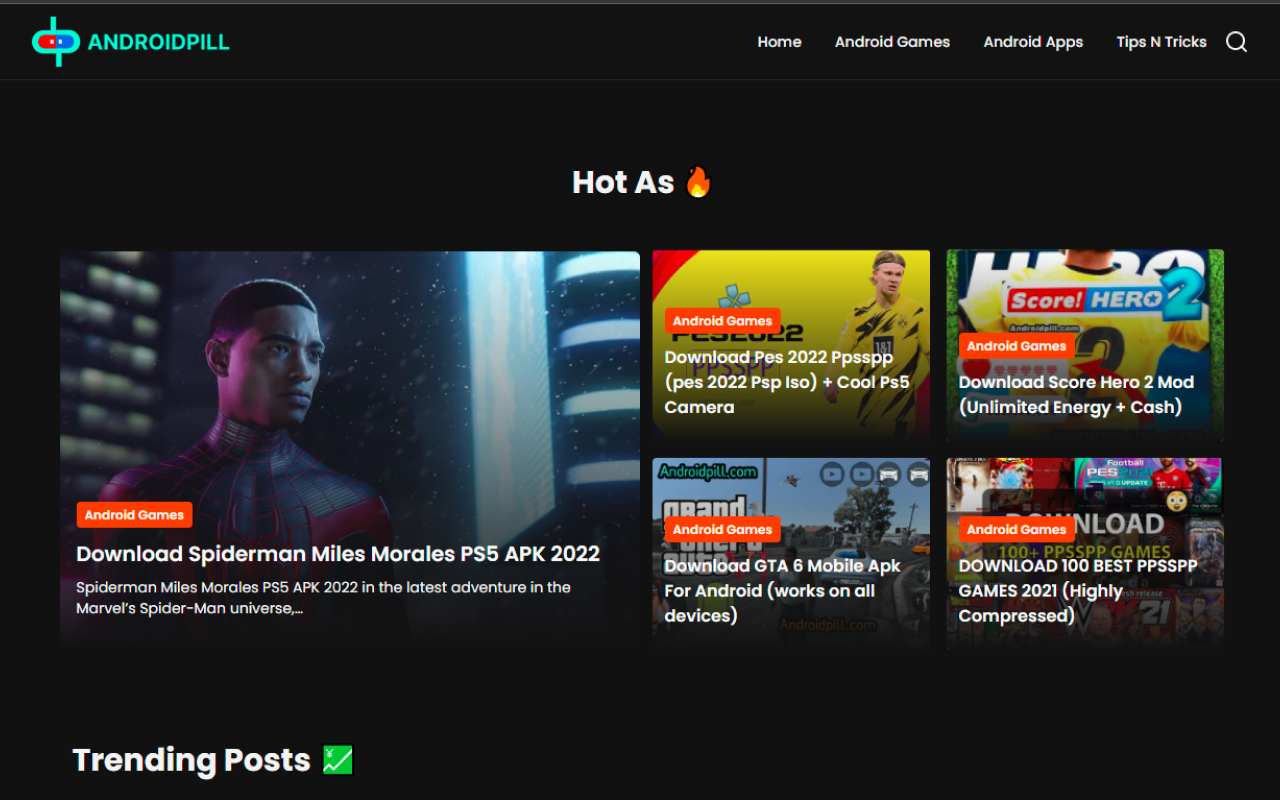 ANDROIDPILL
Home
Android Games
Android Apps
Tips N Tricks
Hot As 🔥
Android Games
Download Spiderman Miles Morales PS5 APK 2022
Spiderman Miles Morales PS5 APK 2022 in the latest adventure in the
Marvel's Spider-Man universe,...
Android Games
PES2022
PPSSPP
Download Pes 2022 Ppsspp
(pes 2022 Psp Iso) + Cool Ps5
Camera
HERO
Score! HERO 2
Androidpill.com
2
Android Games
Download Score Hero 2 Mod
(Unlimited Energy + Cash)
Androidpill.com
grand
Android Games
Download GTA 6 Mobile Apk
For Android (works on all
devices)
Androidpill.com
Football
PES
UPDATE
DOWNLOAD
Android Games
100+ PPSSPP GAMES
DOWNLOAD 100 BEST PPSSPP
GAMES 2021 (Highly
Compressed)
2K21
Trending Posts 💹